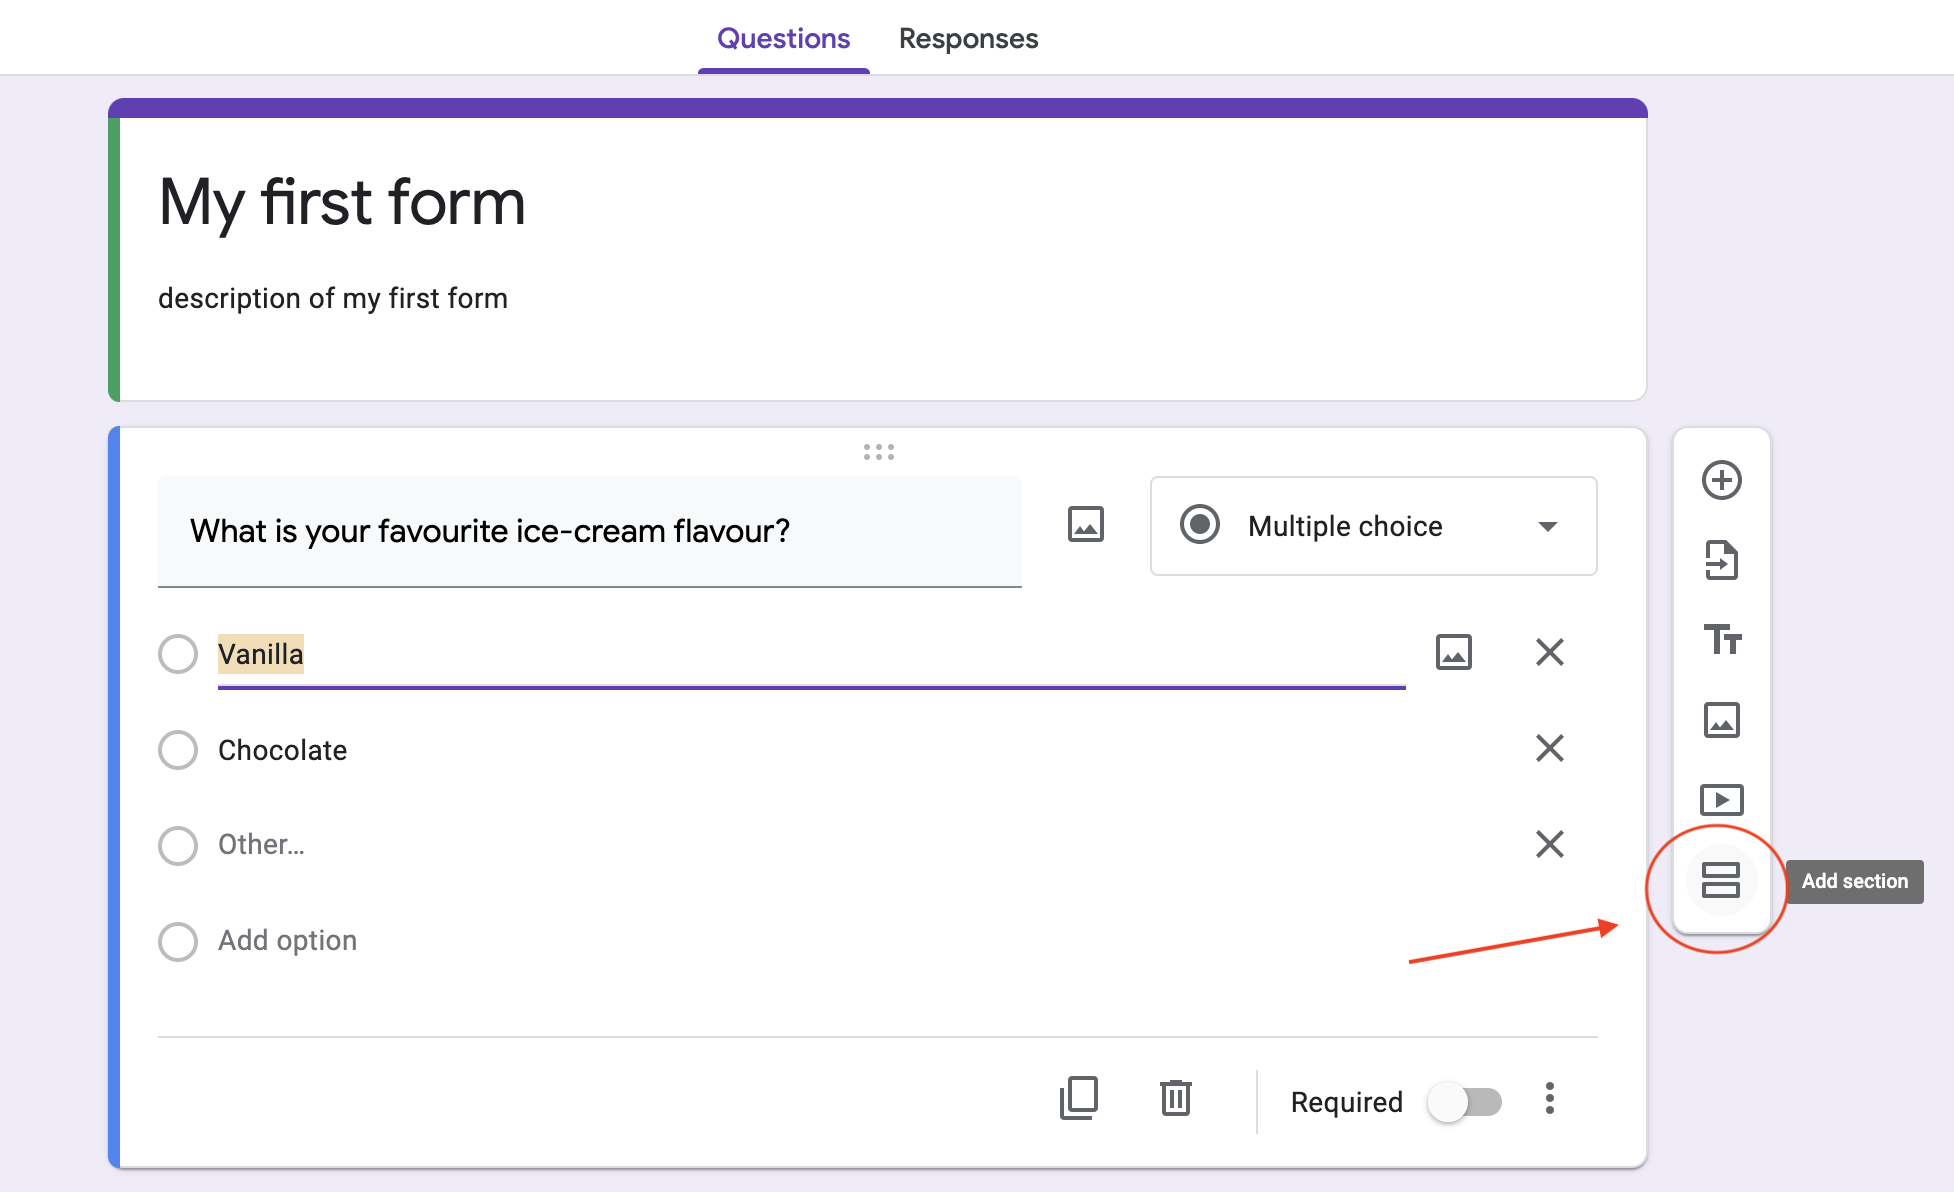 Questions Responses
My first form
description of my first form
What is your favourite ice-cream flavour?
Multiple choice
Vanilla
Chocolate
Other...
Add option
Add section
Required